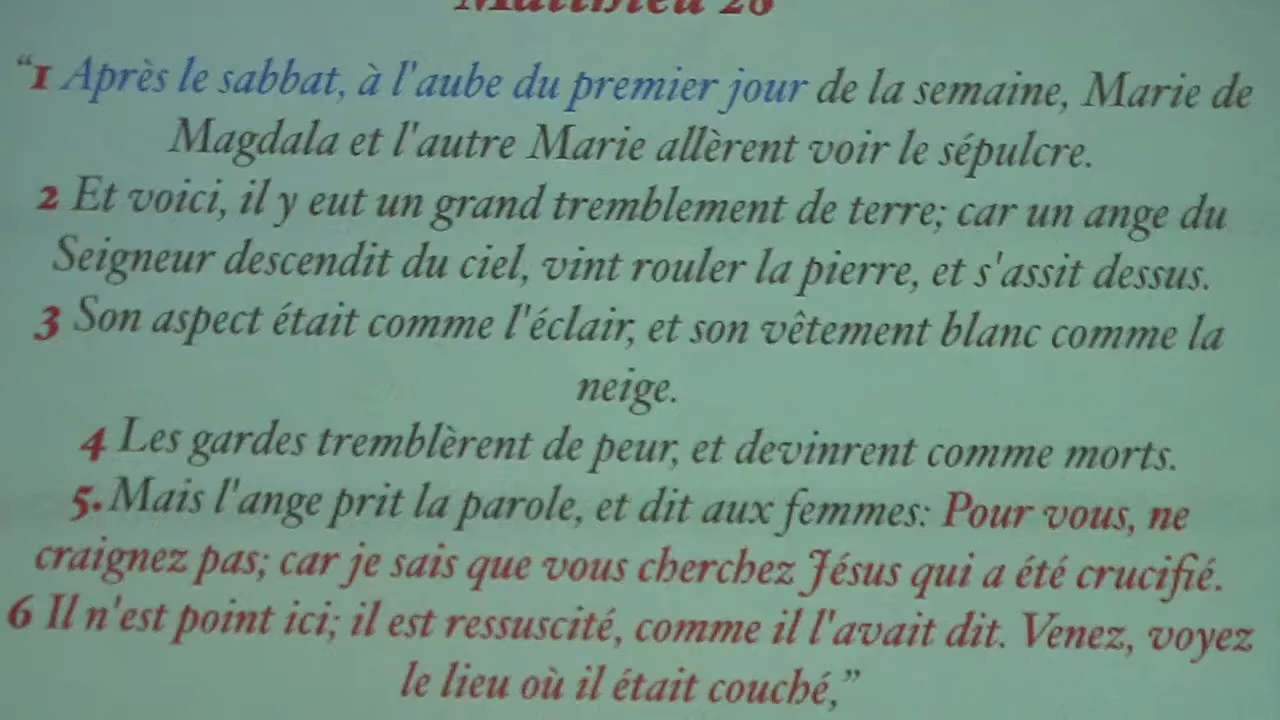 Matthieu 28
“1 Après le sabbat, à l'aube du premier jour de la semaine, Marie de
Magdala et l'autre Marie allèrent voir le sépulcre.
2 Et voici, il y eut un grand tremblement de terre; car un ange du
Seigneur descendit du ciel, vint rouler la pierre, et s'assit dessus.
3 Son aspect était comme l'éclair, et son vêtement blanc comme la
neige.
4 Les gardes tremblèrent de peur, et devinrent comme morts.
5. Mais l'ange prit la parole, et dit aux femmes: Pour vous, ne
craignez pas; car je sais que vous cherchez Jésus qui a été crucifié.
6 Il n'est point ici; il est ressuscité, comme il l'avait dit. Venez, voyez
le lieu où il était couché,”